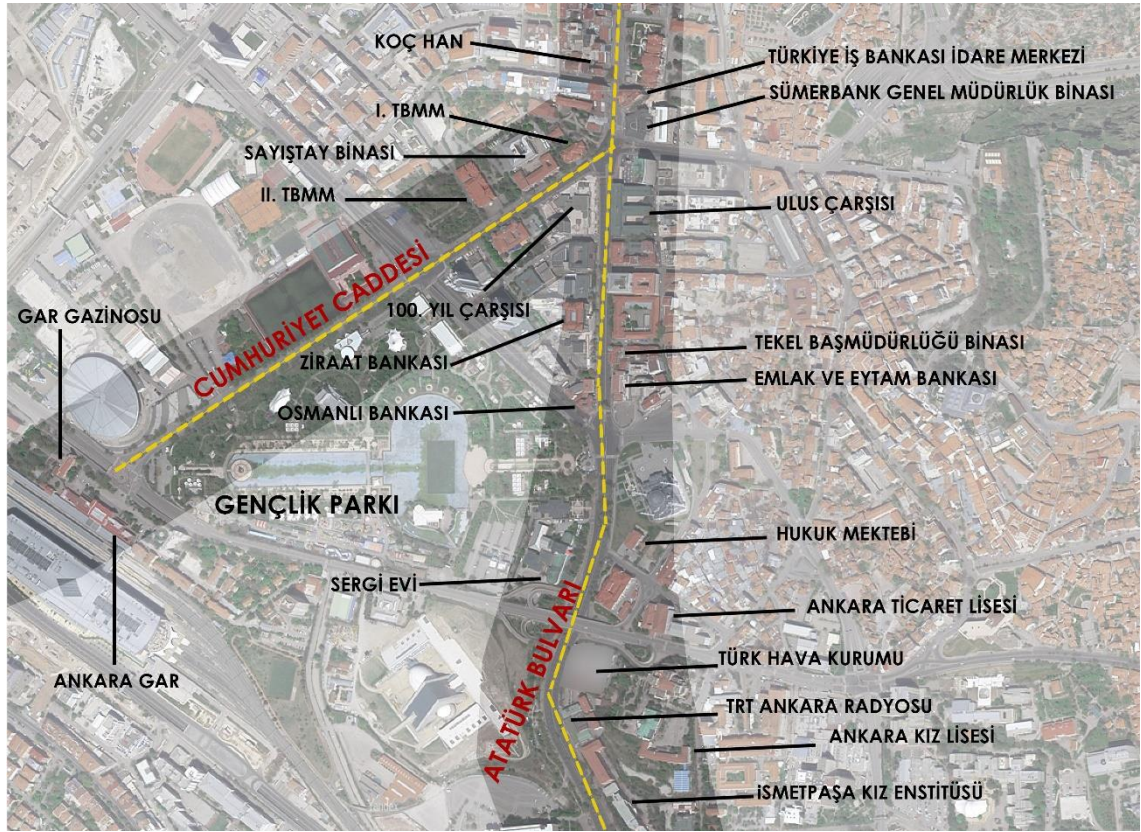 KOÇ HAN
TÜRKİYE İŞ BANKASI İDARE MERKEZİ
SÜMERBANK GENEL MÜDÜRLÜK BİNASI
I. TBMM
SAYIŞTAY BİNASI
II. TBMM
ULUS ÇARŞISI
CUMHURİYET CADDESİ
100. YIL ÇARŞISI
GAR GAZİNOSU
ZİRAAT BANKASI
TEKEL BAŞMÜDÜRLÜĞÜ BİNASI
EMLAK VE EYTAM BANKASI
OSMANLI BANKASI
GENÇLİK PARKI
HUKUK MEKTEBİ
SERGİ EVİ
ANKARA TİCARET LİSESİ
ATATÜRK BULVARI
TÜRK HAVA KURUMU
ANKARA GAR
TRT ANKARA RADYOSU
ANKARA KIZ LİSESİ
İSMETPAŞA KIZ ENSTİTÜSÜ